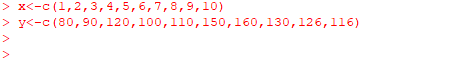 > x<-c(1,2,3,4,5,6,7,8,9,10)
> y<-c(80,90,120,100,110,150,160,130,126,116)
>
>